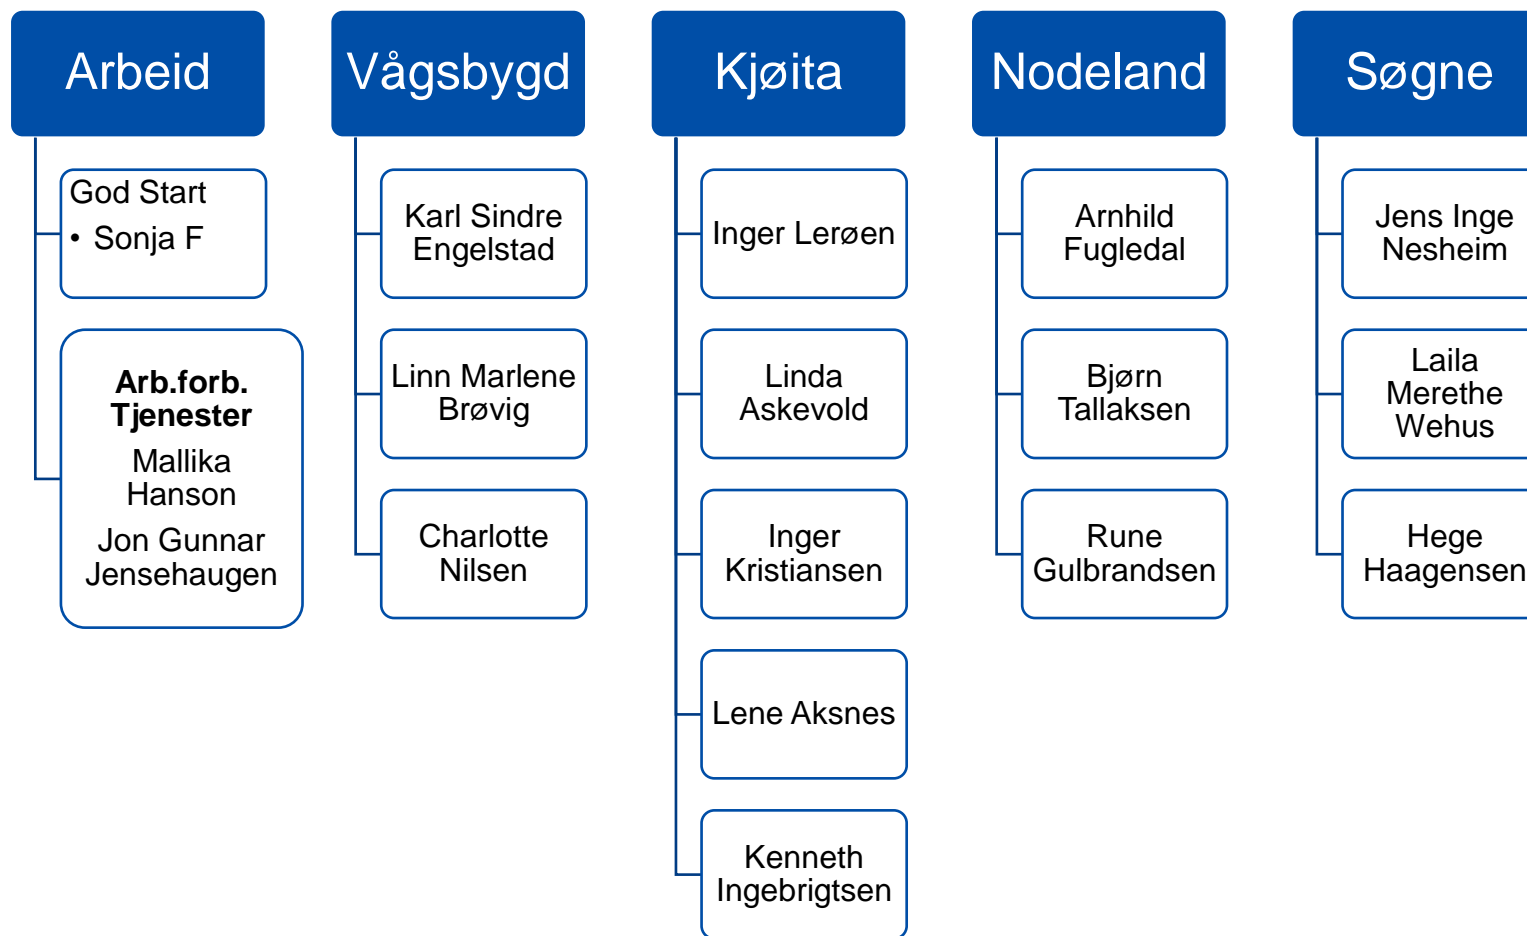 Arbeid
God Start
• Sonja F
Arb.forb.
Tjenester
Mallika
Hanson
Jon Gunnar
Jensehaugen
Vågsbygd
Karl Sindre
Engelstad
Linn Marlene
Brøvig
Charlotte
Nilsen
Kjøita
Inger Lerøen
Linda
Askevold
Inger
Kristiansen
Lene Aksnes
Kenneth
Ingebrigtsen
Nodeland
Arnhild
Fugledal
Bjørn
Tallaksen
Rune
Gulbrandsen
Søgne
Jens Inge
Nesheim
Laila
Merethe
Wehus
Hege
Haagensen